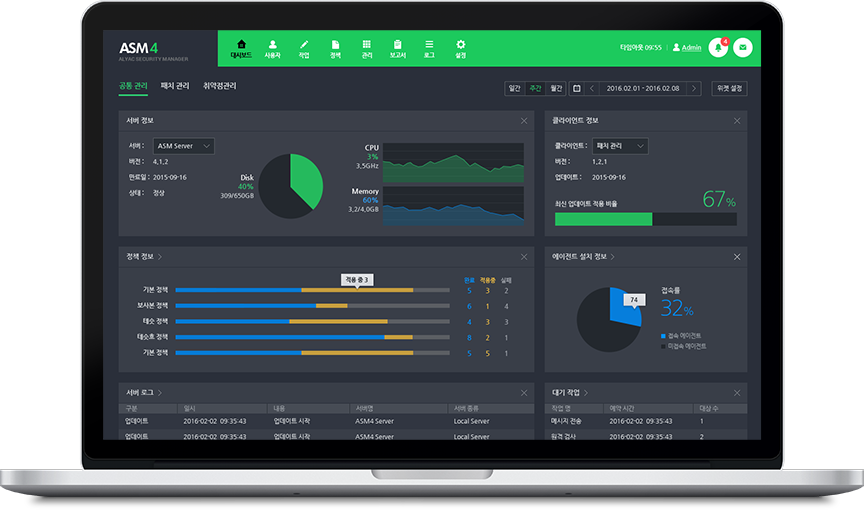 ASM4
ALYAC SECURITY MANAGER
대시보드 사용자 작업 정책 관리 보고서 로그 설정
타임아웃 09:55 Admin 4
공통 관리 패치 관리 취약점관리
일간 주간 월간 2016.02.01 - 2016.02.08 위젯 설정
서버 정보
서버 : ASM Server
버전 : 4,1,2
만료일 : 2015-09-16
상태 : 정상
Disk
40%
309/650GB
CPU
3%
3,5GHz
Memory
60%
3,2/4,0GB
클라이언트 정보
클라이언트 : 패치 관리
버전 : 1,2,1
업데이트 : 2015-09-16
최신 업데이트 적용 비율 67%
정책 정보
적용 중 3
완료 적용중 실패
기본 정책 5 3 2
보사본 정책 6 1 4
테슷 정책 4 3 3
테슷흐 정책 8 2 1
기본 정책 5 5 1
에이전트 설치 정보
74
접속률
32%
접속 에이전트
미접속 에이전트
서버 로그
구분 일시 내용 서버명 서버 종류
업데이트 2016-02-02 09:35:43 업데이트 시작 ASM4 Server Local Server
업데이트 2016-02-02 09:35:43 업데이트 시작 ASM4 Server Local Server
대기 작업
작업 명 예약 시간 대상 수
메시지 전송 2016-02-02 09:35:43 1
원격 검사 2016-02-02 09:35:43 2